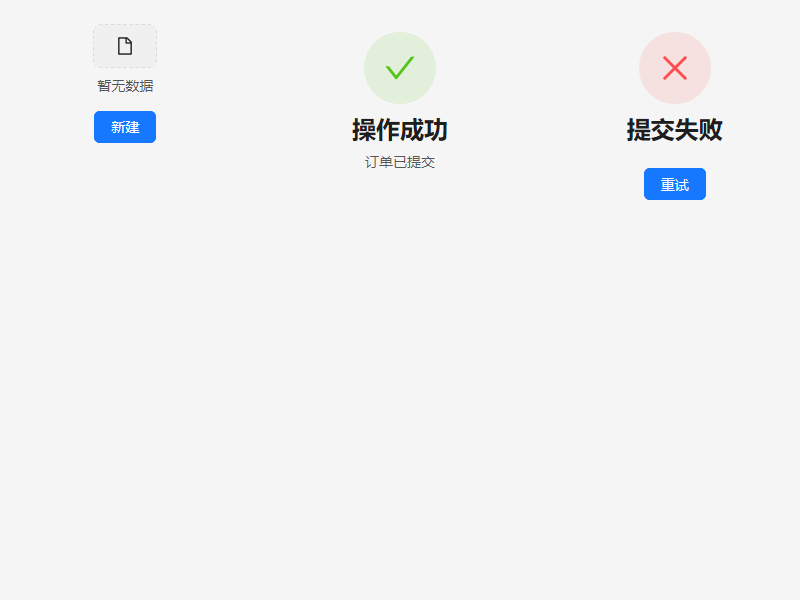 暂无数据
新建
操作成功
订单已提交
提交失败
重试